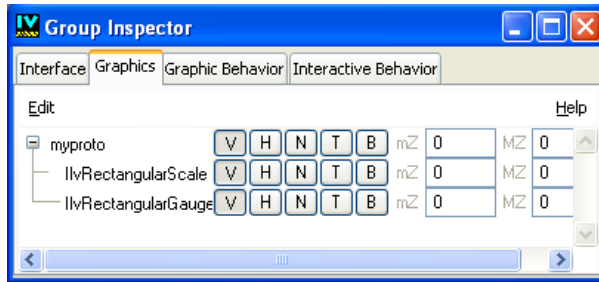 Group Inspector
Interface Graphics Graphic Behavior Interactive Behavior
Edit Help
myproto V H N T B mZ 0 MZ 0
IlvRectangularScale V H N T B mZ 0 MZ 0
IlvRectangularGauge V H N T B mZ 0 MZ 0